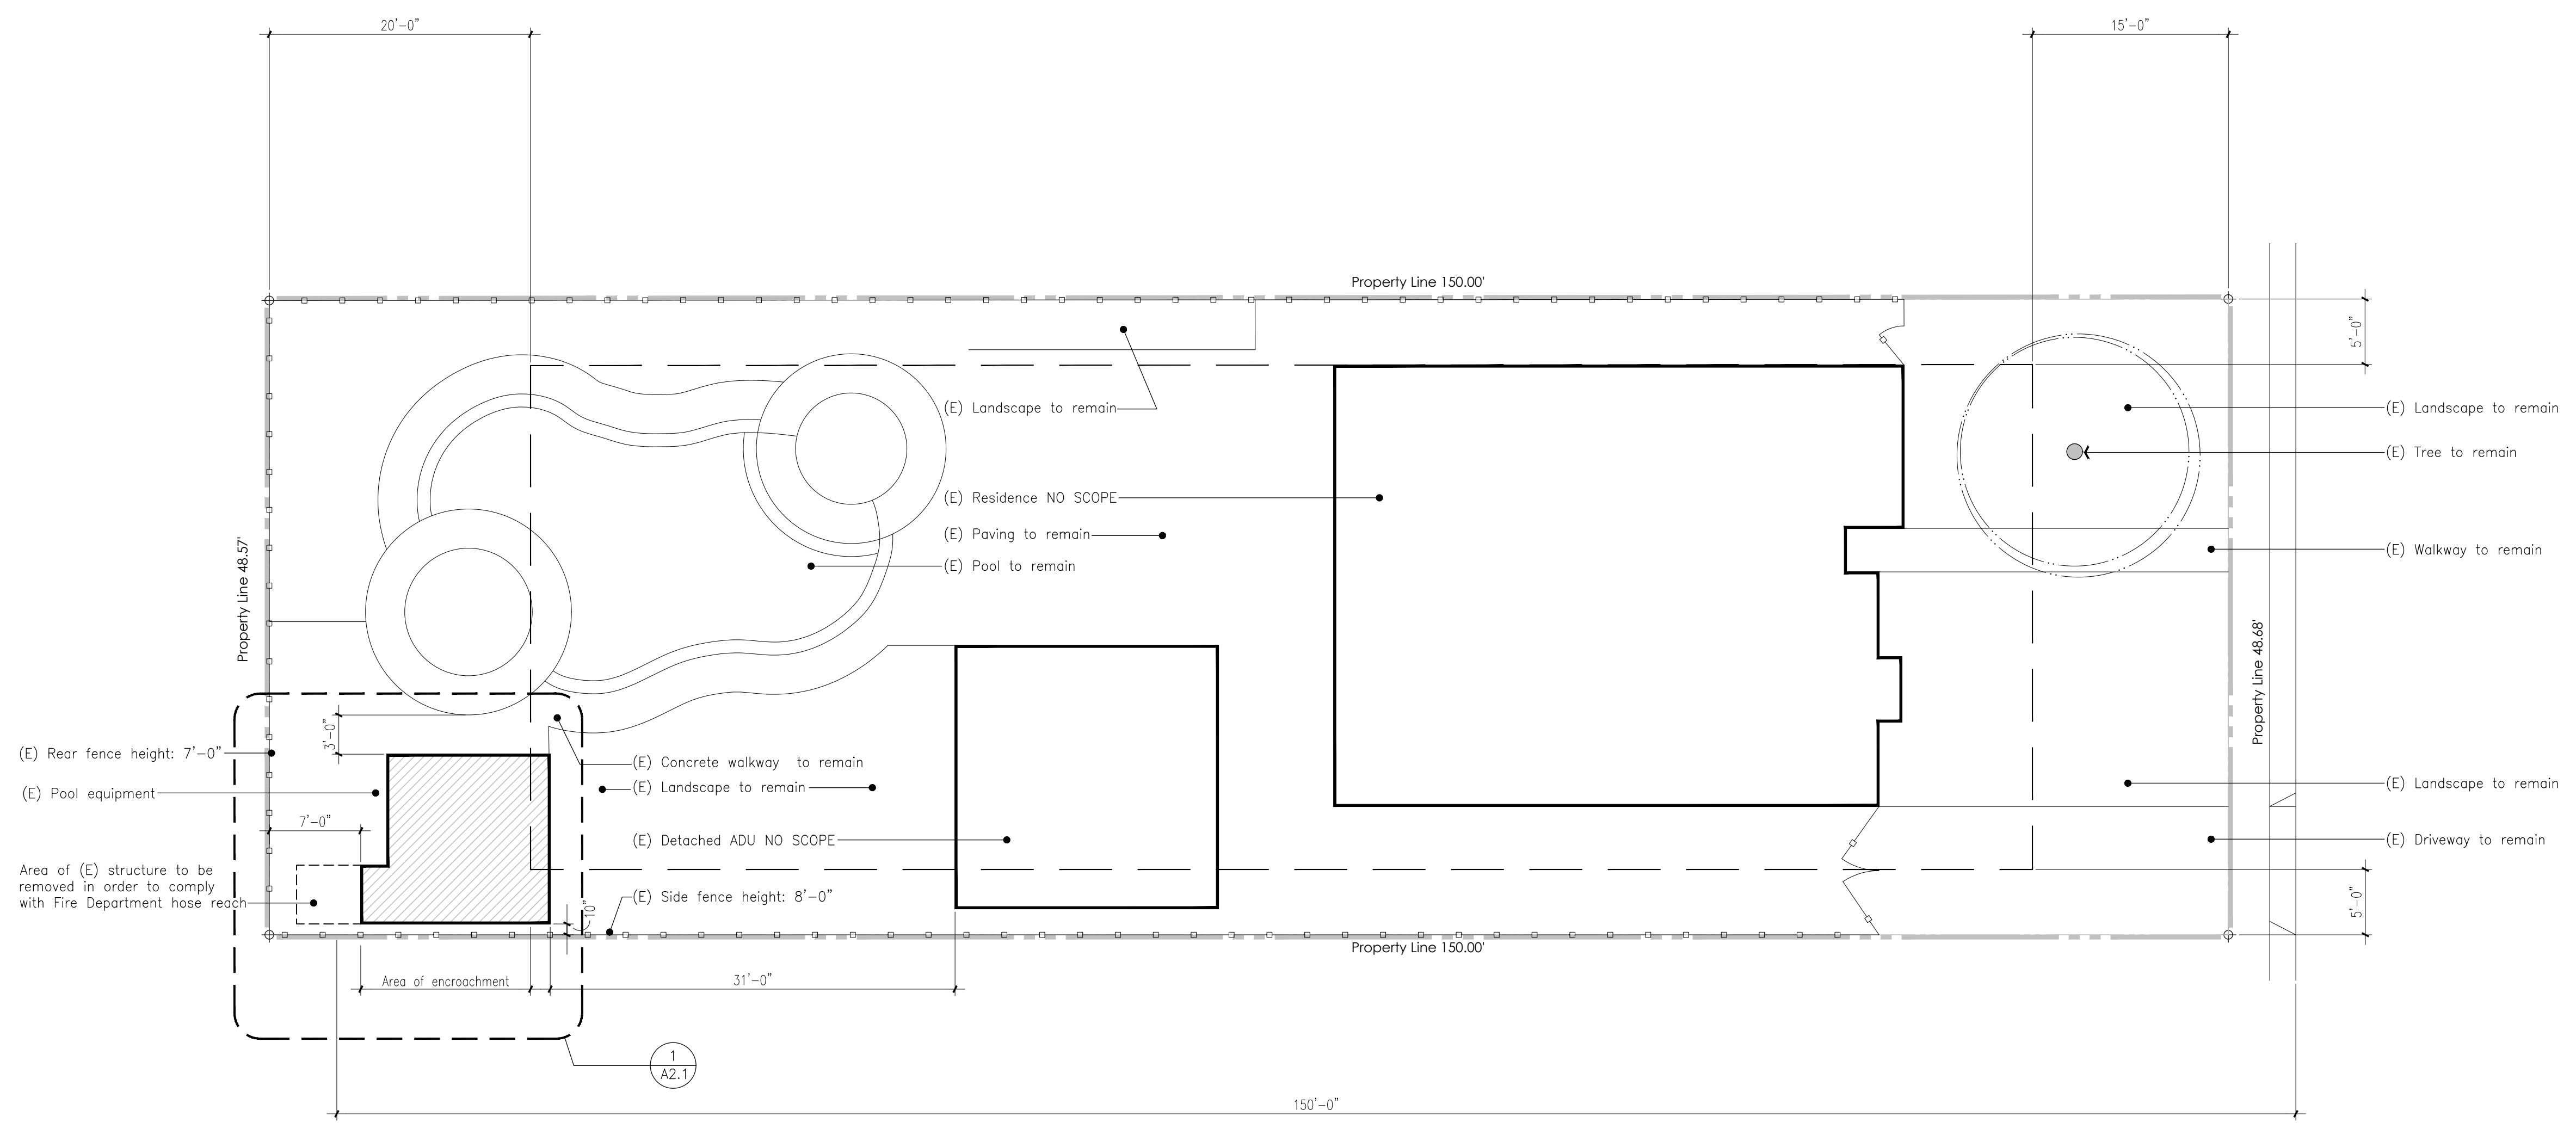 20'-0"
15'-0"
Property Line 150.00'
5'-0"
(E) Landscape to remain
(E) Landscape to remain
(E) Tree to remain
(E) Residence NO SCOPE
(E) Paving to remain
(E) Walkway to remain
(E) Pool to remain
Property Line 48.57'
Property Line 48.68'
3'-0"
(E) Rear fence height: 7'-0"
(E) Concrete walkway to remain
(E) Pool equipment
(E) Landscape to remain
(E) Landscape to remain
7'-0"
(E) Detached ADU NO SCOPE
(E) Driveway to remain
Area of (E) structure to be
removed in order to comply
with Fire Department hose reach
(E) Side fence height: 8'-0"
10"
5'-0"
Property Line 150.00'
Area of encroachment
31'-0"
1
A2.1
150'-0"